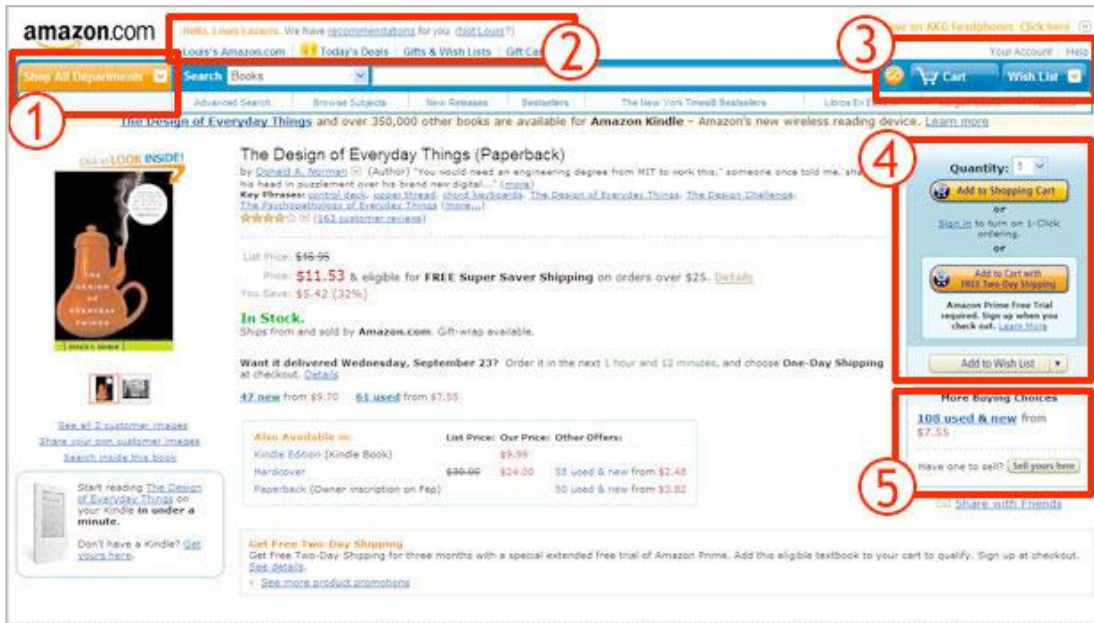 amazon.com
Hello, Louis Lazaris. We have recommendations for you. (Not Louis?)
on AKG headphones. Click here
Louis's Amazon.com Today's Deals Gifts & Wish Lists Gift
Your Account Help
2
3
Shop All Departments Search Books GO Cart Wish List
1
Advanced Search Browse Subjects New Releases Bestsellers The New York Times® Bestsellers Libros En
The Design of Everyday Things and over 350,000 other books are available for Amazon Kindle – Amazon's new wireless reading device. Learn more
Click to LOOK INSIDE!
THE
DESIGN
OF
EVERYDAY
THINGS
DONALD A. NORMAN
The Design of Everyday Things (Paperback)
by Donald A. Norman (Author) "You would need an engineering degree from MIT to work this," someone once told me,
his head in puzzlement over his brand new digital..." (more)
Key Phrases: control deck, upper thread, chord keyboards, The Design of Everyday Things, The Design Challenge,
The Psychopathology of Everyday Things (more...)
(163 customer reviews)
List Price: $16.95
Price: $11.53 & eligible for FREE Super Saver Shipping on orders over $25. Details
You Save: $5.42 (32%)
In Stock.
Ships from and sold by Amazon.com. Gift-wrap available.
Want it delivered Wednesday, September 23? Order it in the next 1 hour and 12 minutes, and choose One-Day Shipping
at checkout. Details
47 new from $9.70 61 used from $7.55
Also Available in: List Price: Our Price: Other Offers:
Kindle Edition (Kindle Book) $9.99
Hardcover $30.00 $24.00 58 used & new from $2.48
Paperback (Owner inscription on Fep) 50 used & new from $3.82
Get Free Two-Day Shipping
Get Free Two-Day Shipping for three months with a special extended free trial of Amazon Prime. Add this eligible textbook to your cart to qualify. Sign up at checkout.
See details.
See more product promotions
See all 2 customer images
Share your own customer images
Search inside this book
Start reading The Design
of Everyday Things on
your Kindle in under a
minute.
Don't have a Kindle? Get
yours here.
4
Quantity: 1
Add to Shopping Cart
or
Sign in to turn on 1-Click
ordering.
or
Add to Cart with
FREE Two-Day Shipping
Amazon Prime Free Trial
required. Sign up when you
check out. Learn More
Add to Wish List
5
More Buying Choices
108 used & new from
$7.55
Have one to sell? Sell yours here
Share with Friends